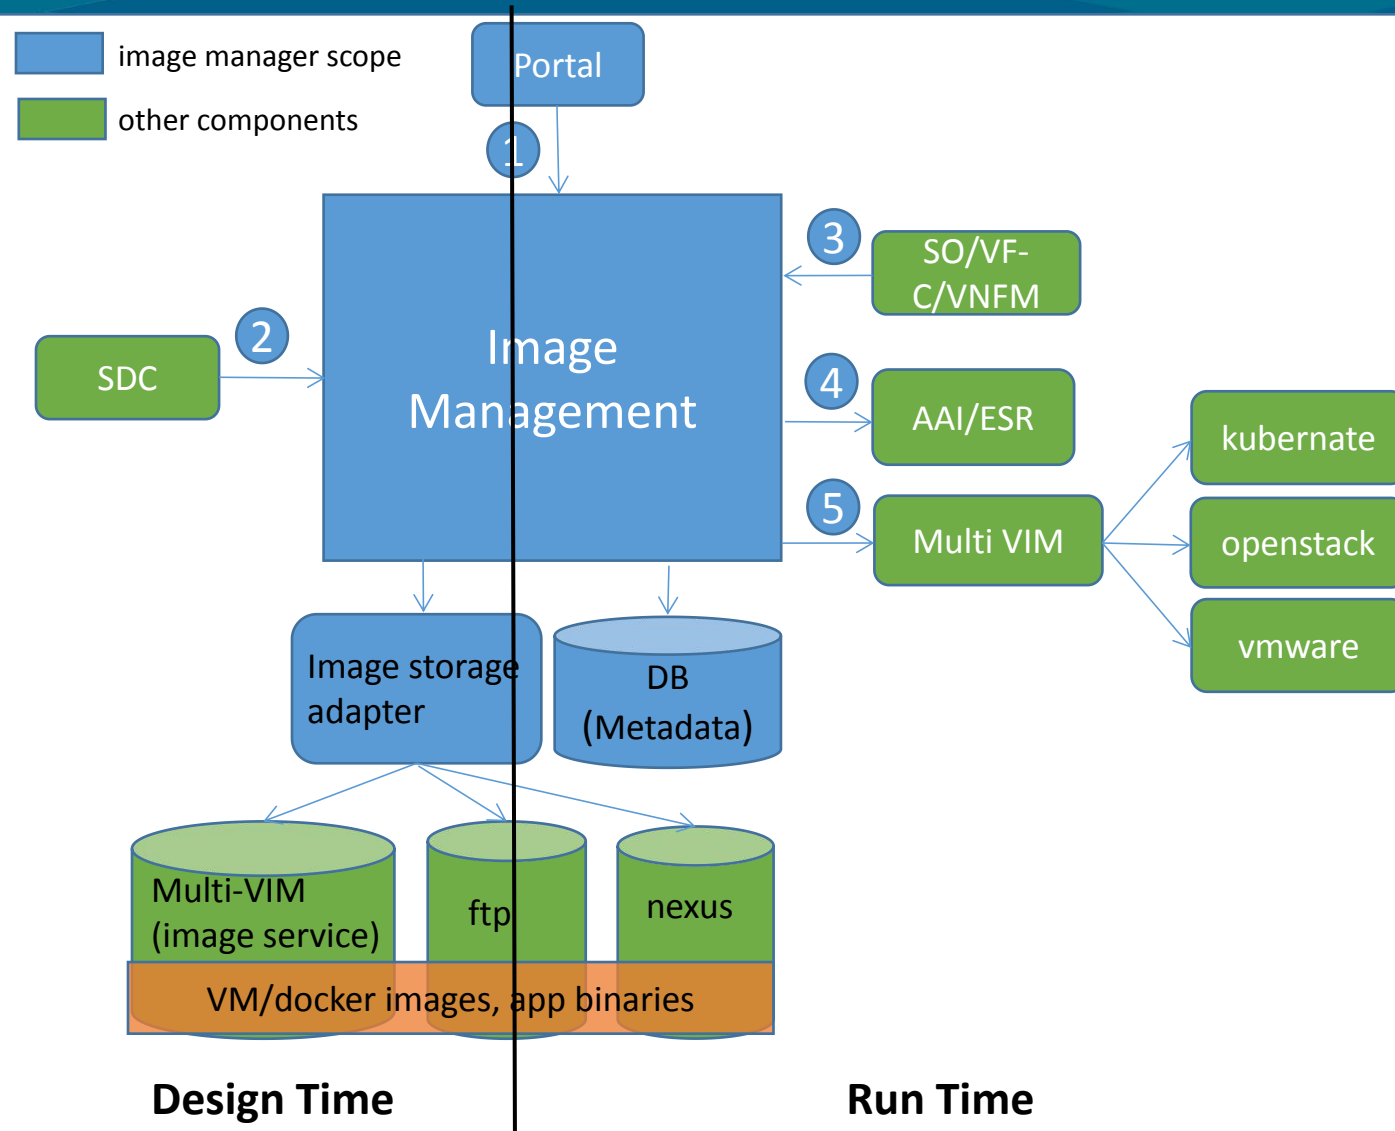 image manager scope
other components
Portal
1
2
SDC
Image
Management
3
SO/VF-
C/VNFM
4
AAI/ESR
5
Multi VIM
kubernate
openstack
vmware
Image storage
adapter
DB
(Metadata)
Multi-VIM
(image service)
ftp
nexus
VM/docker images, app binaries
Design Time
Run Time